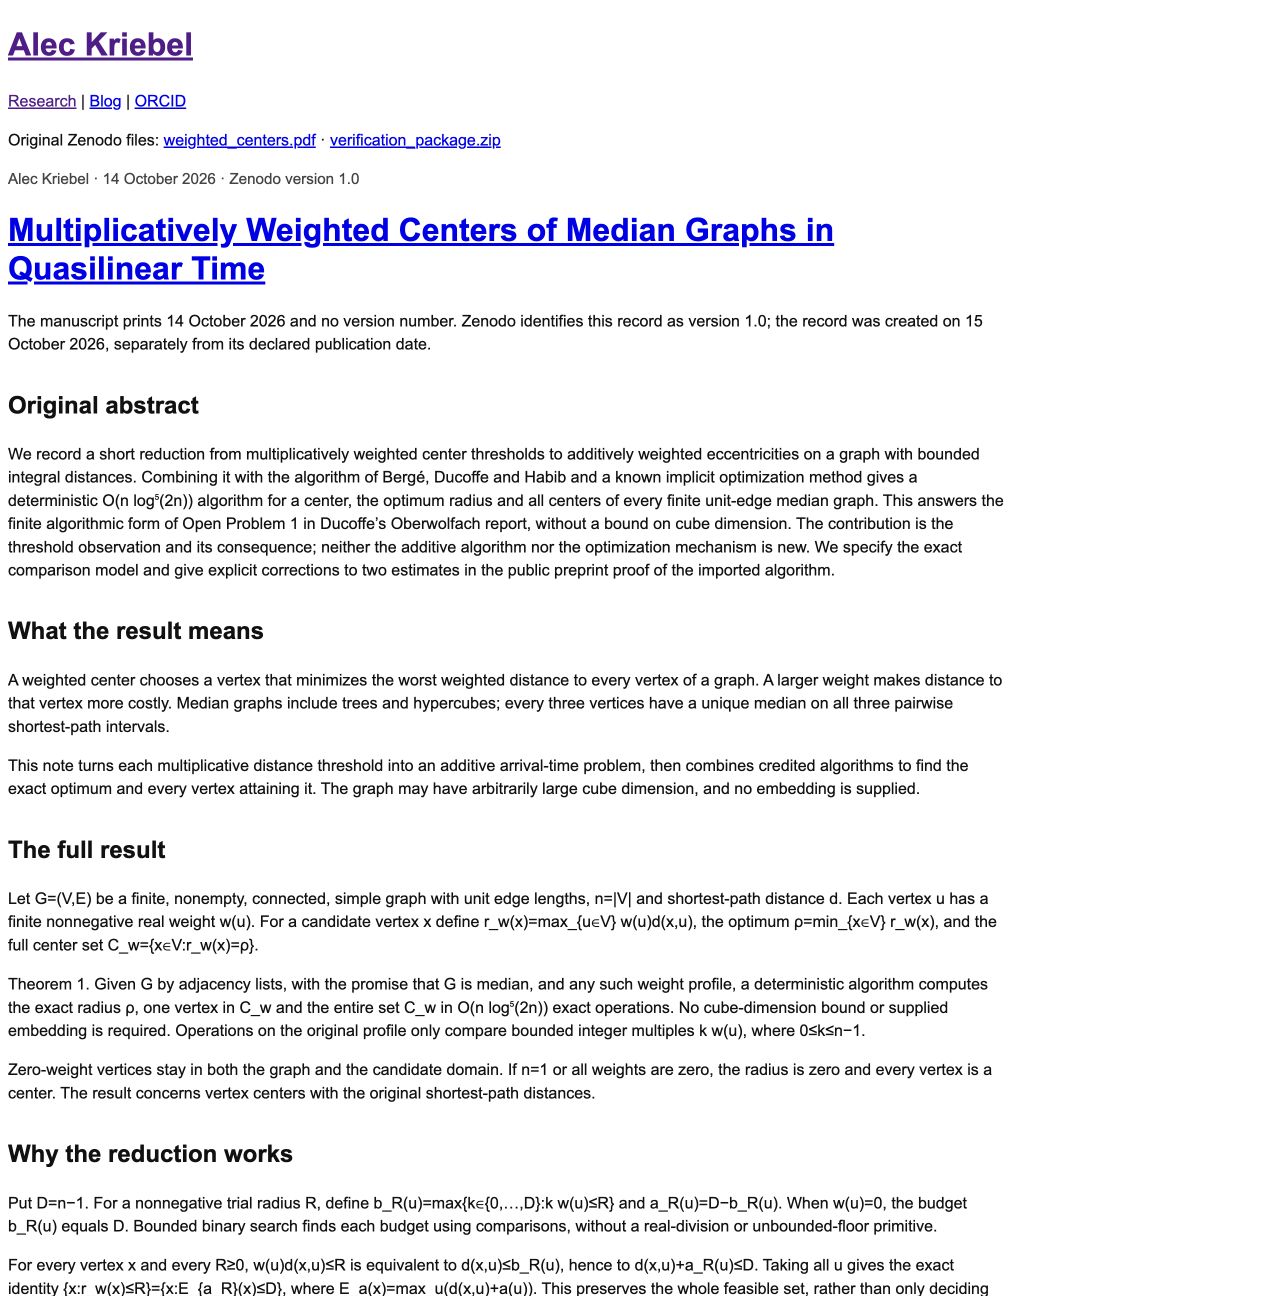 Alec Kriebel
Research | Blog | ORCID
Original Zenodo files: weighted_centers.pdf · verification_package.zip
Alec Kriebel · 14 October 2026 · Zenodo version 1.0
Multiplicatively Weighted Centers of Median Graphs in
Quasilinear Time
The manuscript prints 14 October 2026 and no version number. Zenodo identifies this record as version 1.0; the record was created on 15
October 2026, separately from its declared publication date.
Original abstract
We record a short reduction from multiplicatively weighted center thresholds to additively weighted eccentricities on a graph with bounded
integral distances. Combining it with the algorithm of Bergé, Ducoffe and Habib and a known implicit optimization method gives a
deterministic O(n log⁵(2n)) algorithm for a center, the optimum radius and all centers of every finite unit-edge median graph. This answers the
finite algorithmic form of Open Problem 1 in Ducoffe’s Oberwolfach report, without a bound on cube dimension. The contribution is the
threshold observation and its consequence; neither the additive algorithm nor the optimization mechanism is new. We specify the exact
comparison model and give explicit corrections to two estimates in the public preprint proof of the imported algorithm.
What the result means
A weighted center chooses a vertex that minimizes the worst weighted distance to every vertex of a graph. A larger weight makes distance to
that vertex more costly. Median graphs include trees and hypercubes; every three vertices have a unique median on all three pairwise
shortest-path intervals.
This note turns each multiplicative distance threshold into an additive arrival-time problem, then combines credited algorithms to find the
exact optimum and every vertex attaining it. The graph may have arbitrarily large cube dimension, and no embedding is supplied.
The full result
Let G=(V,E) be a finite, nonempty, connected, simple graph with unit edge lengths, n=|V| and shortest-path distance d. Each vertex u has a
finite nonnegative real weight w(u). For a candidate vertex x define r_w(x)=max_{u∈V} w(u)d(x,u), the optimum ρ=min_{x∈V} r_w(x), and the
full center set C_w={x∈V:r_w(x)=ρ}.
Theorem 1. Given G by adjacency lists, with the promise that G is median, and any such weight profile, a deterministic algorithm computes
the exact radius ρ, one vertex in C_w and the entire set C_w in O(n log⁵(2n)) exact operations. No cube-dimension bound or supplied
embedding is required. Operations on the original profile only compare bounded integer multiples k w(u), where 0≤k≤n−1.
Zero-weight vertices stay in both the graph and the candidate domain. If n=1 or all weights are zero, the radius is zero and every vertex is a
center. The result concerns vertex centers with the original shortest-path distances.
Why the reduction works
Put D=n−1. For a nonnegative trial radius R, define b_R(u)=max{k∈{0,…,D}:k w(u)≤R} and a_R(u)=D−b_R(u). When w(u)=0, the budget
b_R(u) equals D. Bounded binary search finds each budget using comparisons, without a real-division or unbounded-floor primitive.
For every vertex x and every R≥0, w(u)d(x,u)≤R is equivalent to d(x,u)≤b_R(u), hence to d(x,u)+a_R(u)≤D. Taking all u gives the exact
identity {x:r_w(x)≤R}={x:E_{a_R}(x)≤D}, where E_a(x)=max_u(d(x,u)+a(u)). This preserves the whole feasible set, rather than only deciding